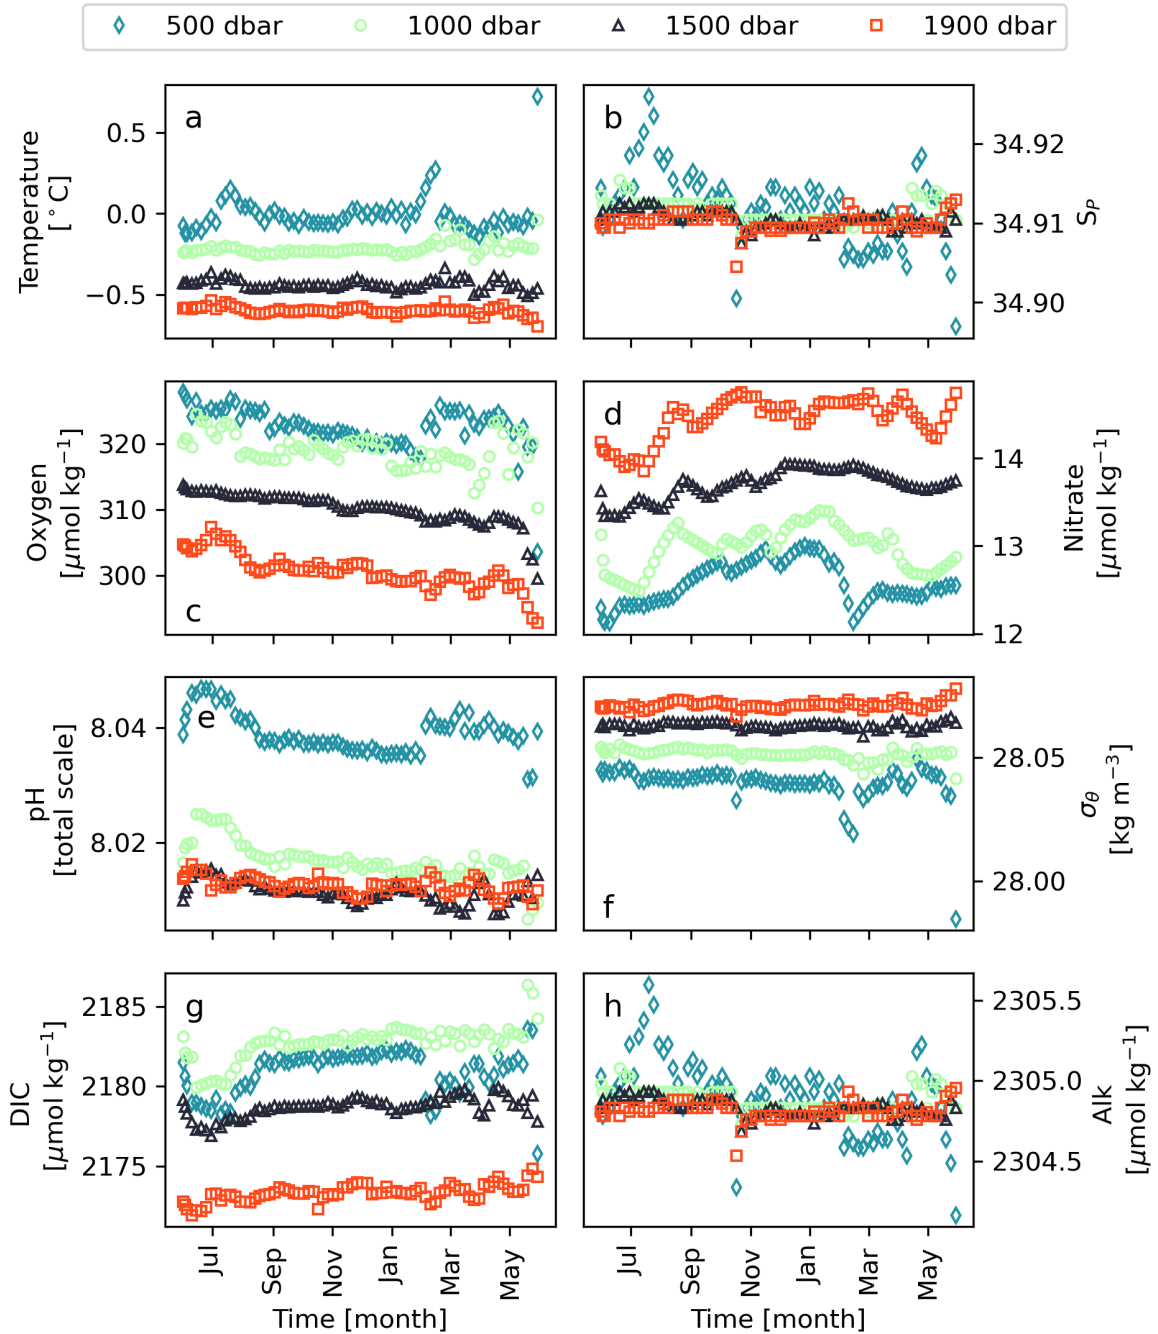 500 dbar 1000 dbar 1500 dbar 1900 dbar
a
Temperature
[°C]
0.5
0.0
−0.5
b
34.92
34.91
34.90
S_P
c
Oxygen
[μmol kg⁻¹]
320
310
300
d
14
13
12
Nitrate
[μmol kg⁻¹]
e
pH
[total scale]
8.04
8.02
f
28.05
28.00
σ_θ
[kg m⁻³]
g
DIC
[μmol kg⁻¹]
2185
2180
2175
h
2305.5
2305.0
2304.5
Alk
[μmol kg⁻¹]
Jul Sep Nov Jan Mar May
Time [month]
Jul Sep Nov Jan Mar May
Time [month]